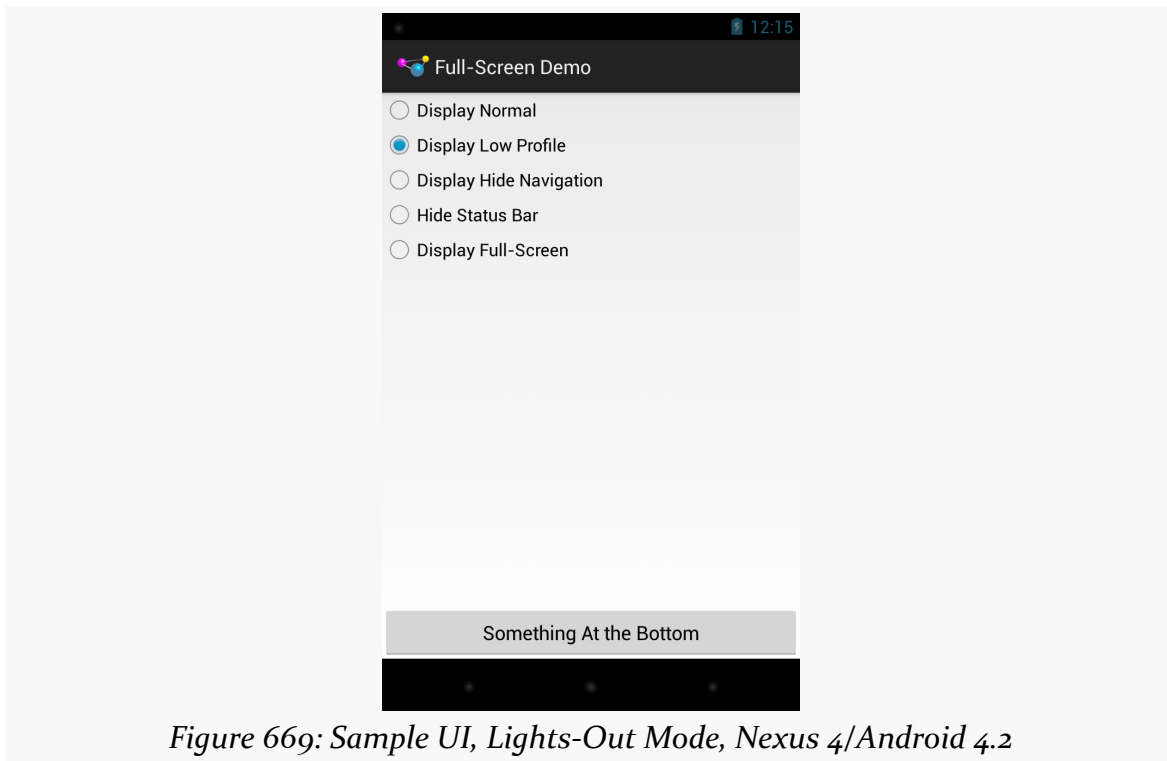 12:15
Full-Screen Demo
Display Normal
Display Low Profile
Display Hide Navigation
Hide Status Bar
Display Full-Screen
Something At the Bottom
Figure 669: Sample UI, Lights-Out Mode, Nexus 4/Android 4.2